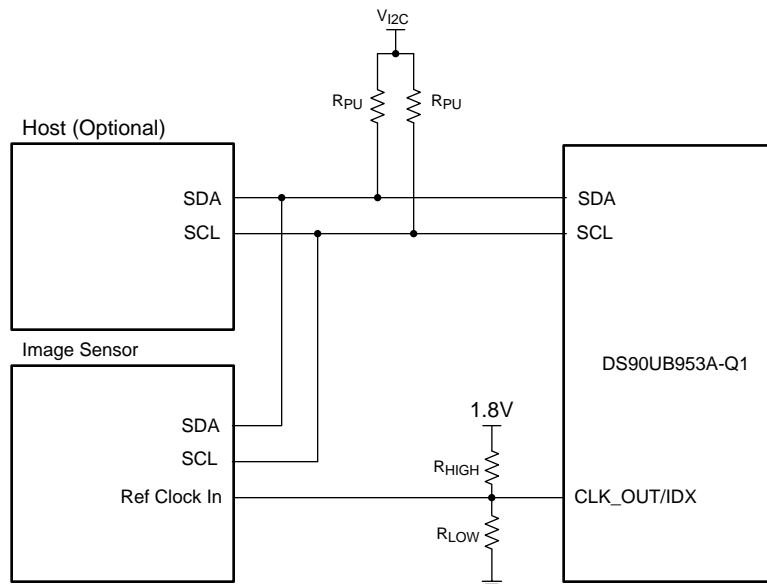 VI2C
RPU
RPU
Host (Optional)
SDA
SCL
SDA
SCL
Image Sensor
DS90UB953A-Q1
SDA
SCL
Ref Clock In
1.8V
RHIGH
CLK_OUT/IDX
RLOW